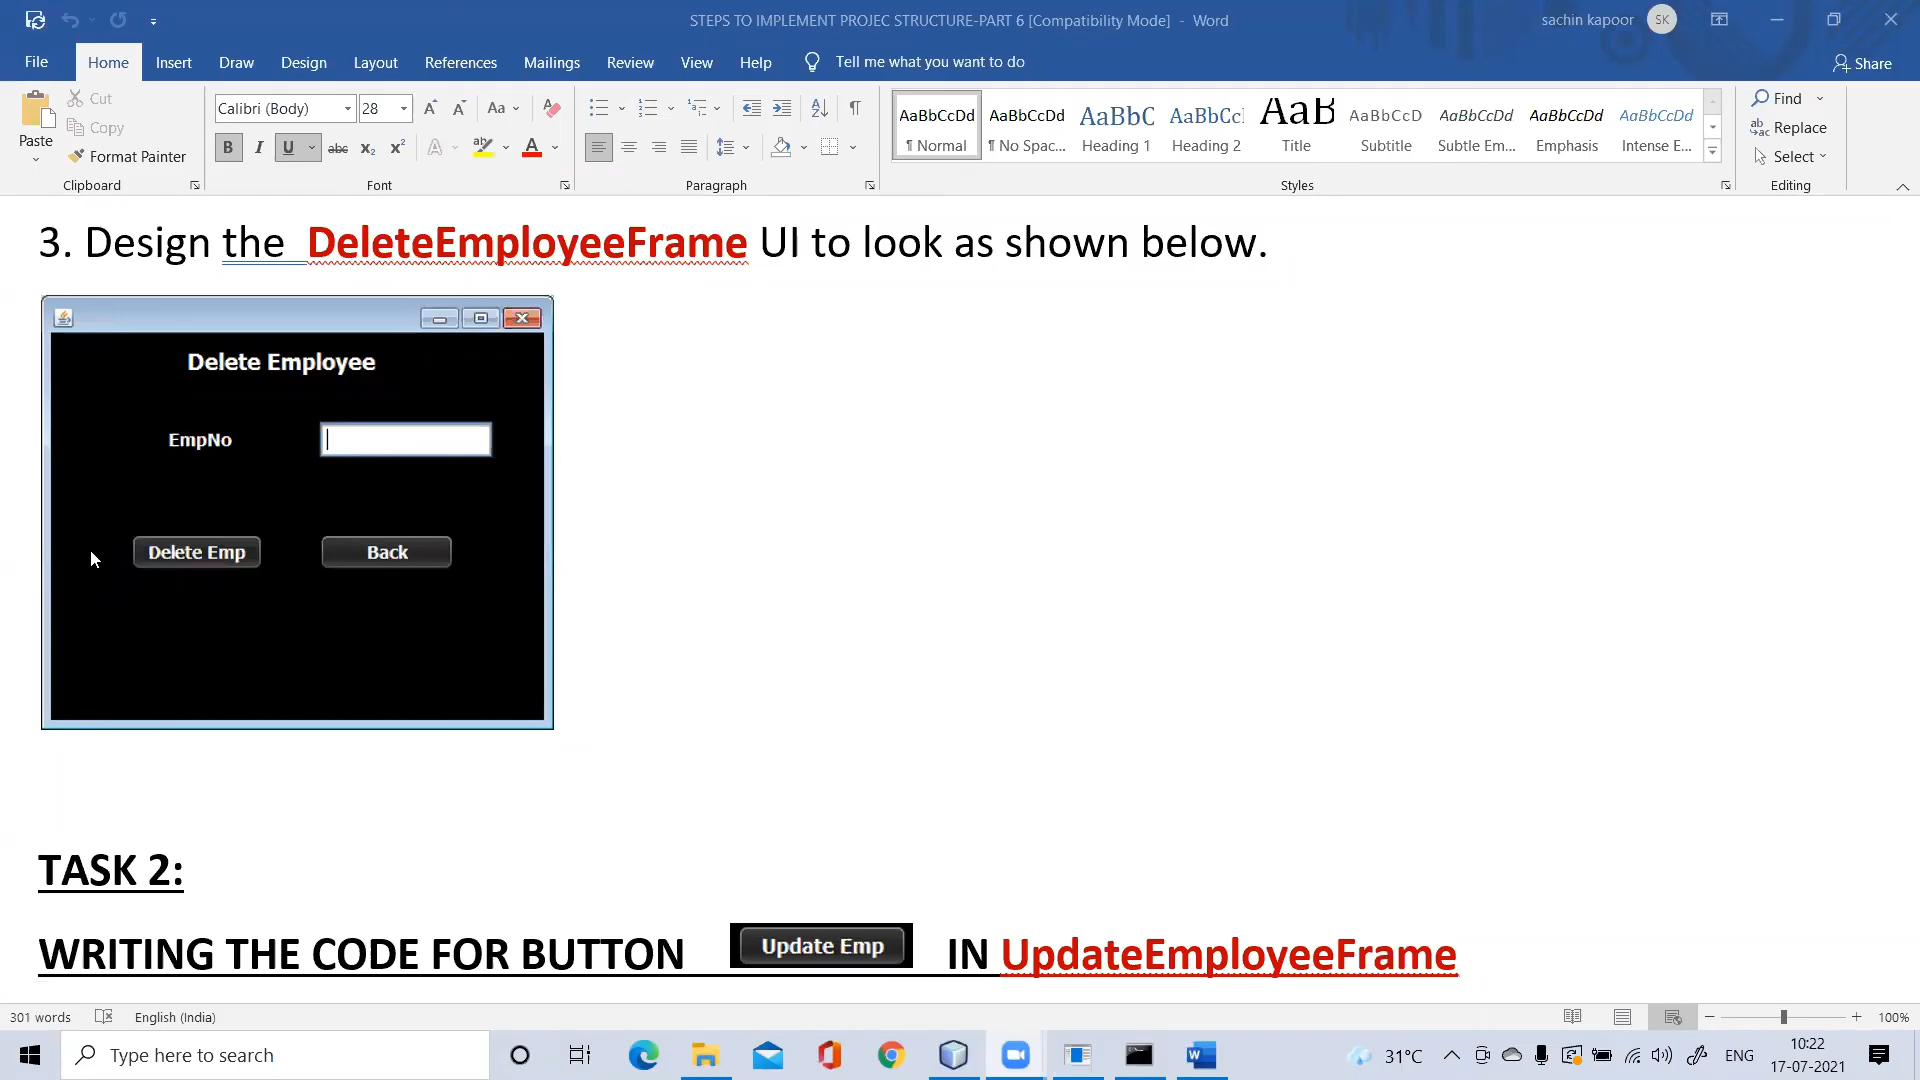 STEPS TO IMPLEMENT PROJEC STRUCTURE-PART 6 [Compatibility Mode] - Word
sachin kapoor SK
File Home Insert Draw Design Layout References Mailings Review View Help Tell me what you want to do Share
Paste
Cut
Copy
Format Painter
Clipboard
Calibri (Body) 28
Font
Paragraph
AaBbCcDd AaBbCcDd AaBbC AaBbCc AaB AaBbCcD AaBbCcDd AaBbCcDd AaBbCcDd
¶ Normal ¶ No Spac... Heading 1 Heading 2 Title Subtitle Subtle Em... Emphasis Intense E...
Styles
Find
Replace
Select
Editing
3. Design the DeleteEmployeeFrame UI to look as shown below.
Delete Employee
EmpNo
Delete Emp Back
TASK 2:
WRITING THE CODE FOR BUTTON Update Emp IN UpdateEmployeeFrame
301 words English (India) 100%
Type here to search
31°C ENG
10:22
17-07-2021